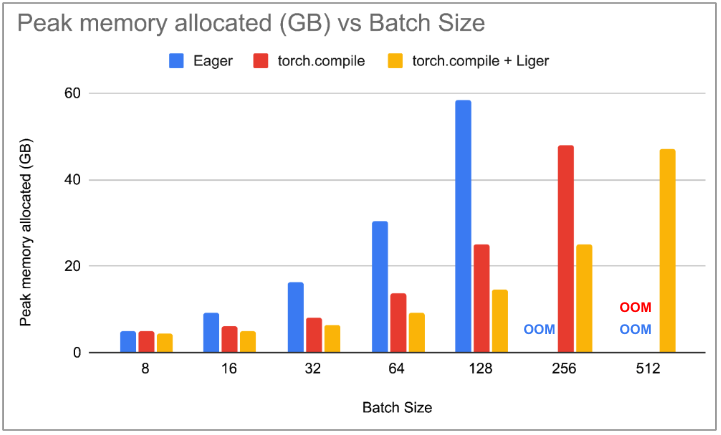 Peak memory allocated (GB) vs Batch Size
Eager torch.compile torch.compile + Liger
Peak memory allocated (GB)
60
40
20
0
OOM
OOM
OOM
8 16 32 64 128 256 512
Batch Size